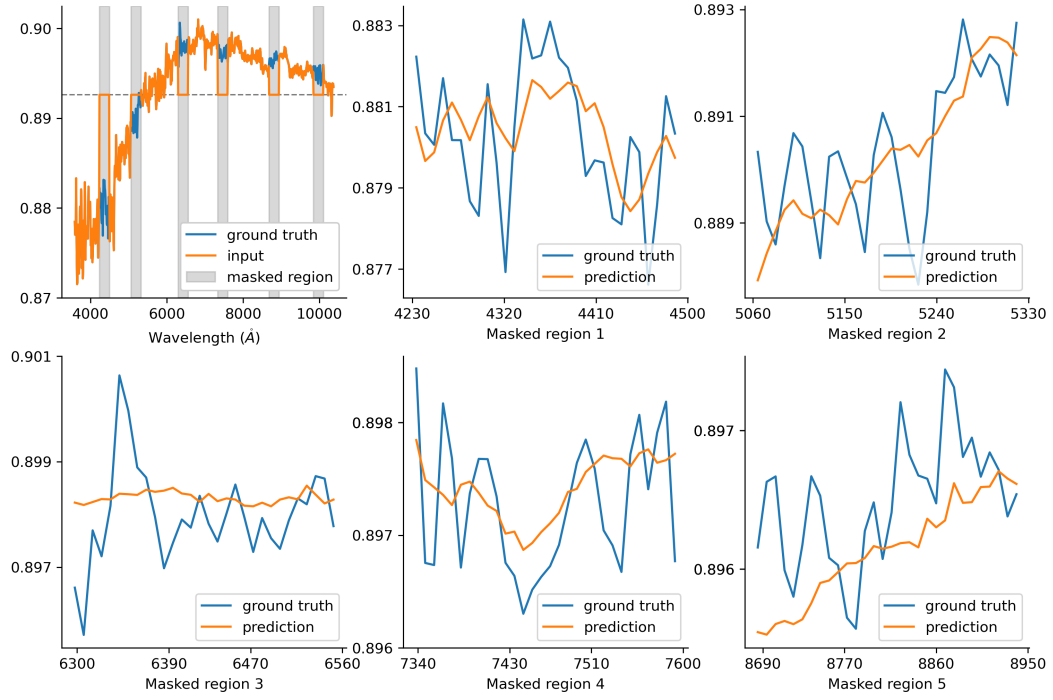 0.90
0.89
0.88
0.87
4000 6000 8000 10000
Wavelength (Å)
ground truth
input
masked region
0.883
0.881
0.879
0.877
4230 4320 4410 4500
Masked region 1
ground truth
prediction
0.893
0.891
0.889
5060 5150 5240 5330
Masked region 2
ground truth
prediction
0.901
0.899
0.897
6300 6390 6470 6560
Masked region 3
ground truth
prediction
0.898
0.897
0.896
7340 7430 7510 7600
Masked region 4
ground truth
prediction
0.897
0.896
8690 8770 8860 8950
Masked region 5
ground truth
prediction